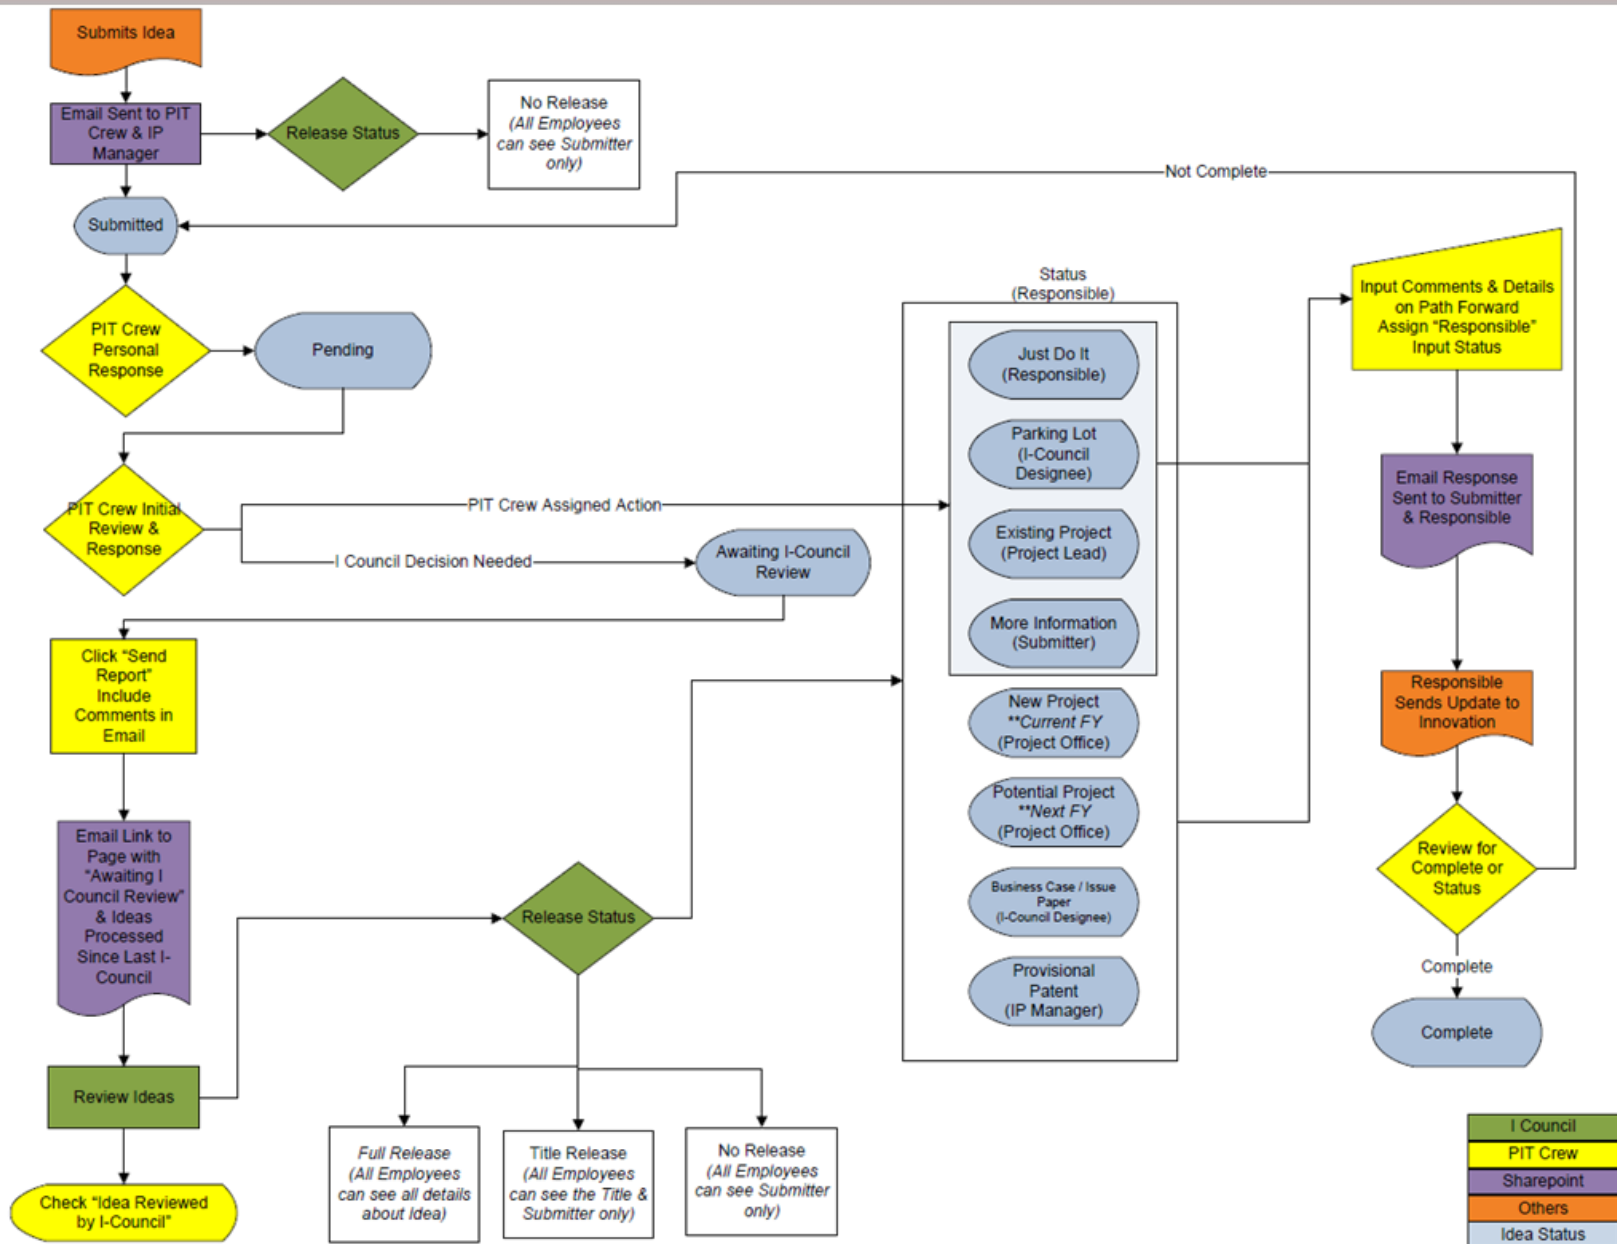 Submits Idea
Email Sent to PIT
Crew & IP
Manager
Release Status
No Release
(All Employees
can see Submitter
only)
Not Complete
Submitted
PIT Crew
Personal
Response
Pending
PIT Crew Initial
Review &
Response
PIT Crew Assigned Action
I Council Decision Needed
Awaiting I-Council
Review
Click "Send
Report"
Include
Comments in
Email
Email Link to
Page with
"Awaiting I
Council Review"
& Ideas
Processed
Since Last I-
Council
Review Ideas
Check "Idea Reviewed
by I-Council"
Release Status
Full Release
(All Employees
can see all details
about Idea)
Title Release
(All Employees
can see the Title &
Submitter only)
No Release
(All Employees
can see Submitter
only)
Status
(Responsible)
Just Do It
(Responsible)
Parking Lot
(I-Council
Designee)
Existing Project
(Project Lead)
More Information
(Submitter)
New Project
**Current FY
(Project Office)
Potential Project
**Next FY
(Project Office)
Business Case / Issue
Paper
(I-Council Designee)
Provisional
Patent
(IP Manager)
Input Comments & Details
on Path Forward
Assign "Responsible"
Input Status
Email Response
Sent to Submitter
& Responsible
Responsible
Sends Update to
Innovation
Review for
Complete or
Status
Complete
Complete
I Council
PIT Crew
Sharepoint
Others
Idea Status